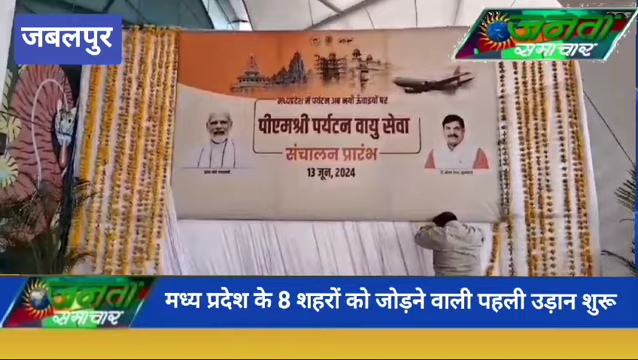 जबलपुर
जनता
समाचार
मध्यप्रदेश में पर्यटन अब नयी ऊंचाइयों पर
पीएमश्री पर्यटन वायु सेवा
संचालन प्रारंभ
13 जून, 2024
जनता
समाचार
मध्य प्रदेश के 8 शहरों को जोड़ने वाली पहली उड़ान शुरू